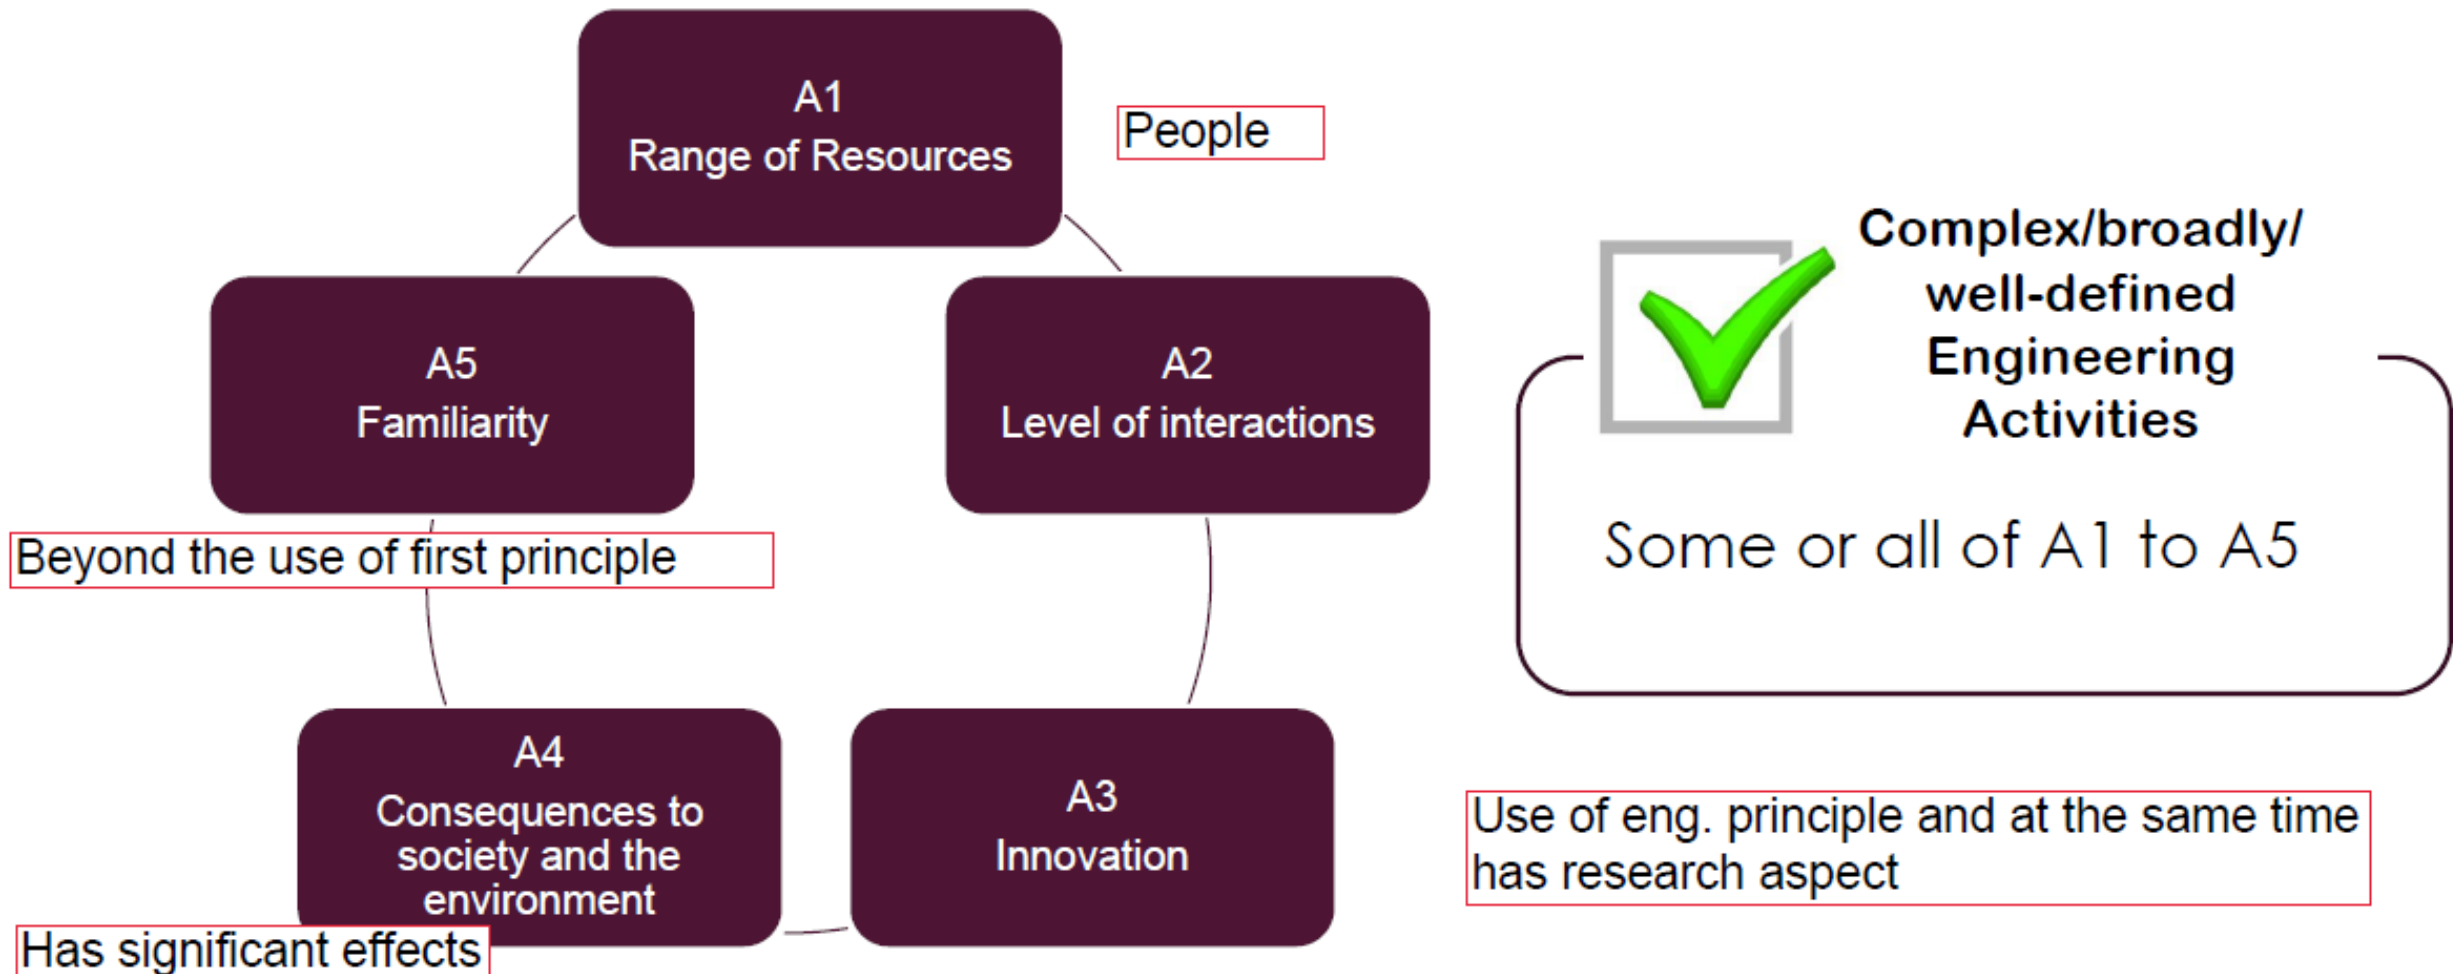 A1
Range of Resources
People
A5
Familiarity
A2
Level of interactions
Beyond the use of first principle
A4
Consequences to
society and the
environment
Has significant effects
A3
Innovation
Complex/broadly/
well-defined
Engineering
Activities
Some or all of A1 to A5
Use of eng. principle and at the same time
has research aspect